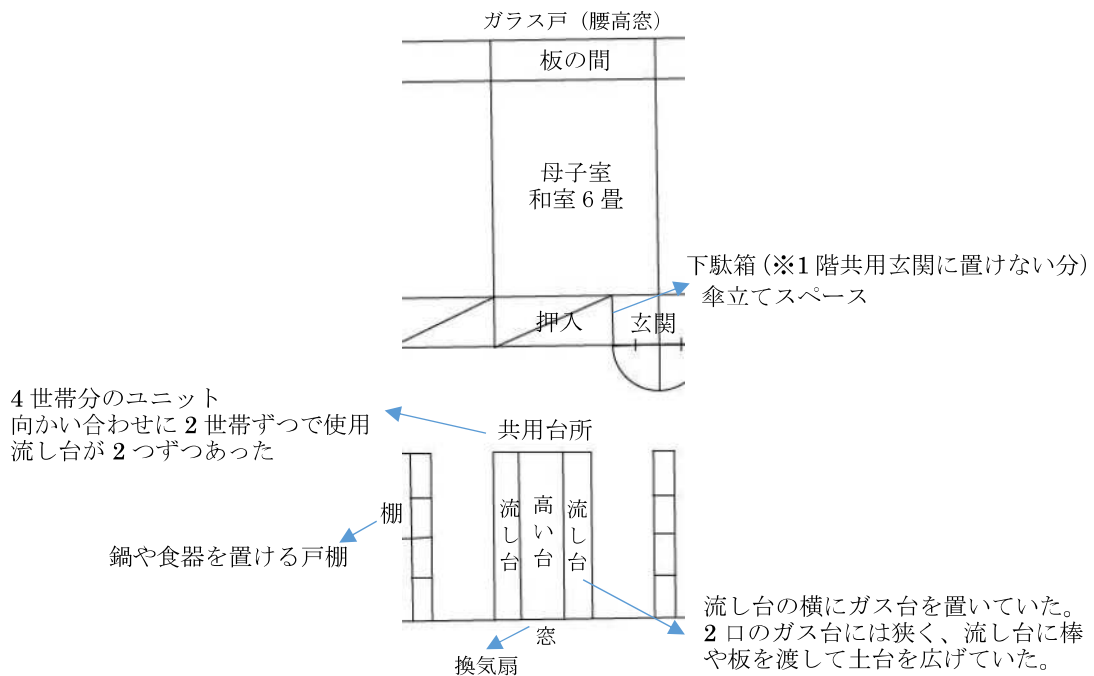 ガラス戸（腰高窓）
板の間
母子室
和室6畳
下駄箱（※1階共用玄関に置けない分）
傘立てスペース
押入
玄関
4世帯分のユニット
向かい合わせに2世帯ずつで使用
流し台が2つずつあった
共用台所
棚
流し台
高い台
流し台
鍋や食器を置ける戸棚
流し台の横にガス台を置いていた。
2口のガス台には狭く、流し台に棒
や板を渡して土台を広げていた。
窓
換気扇